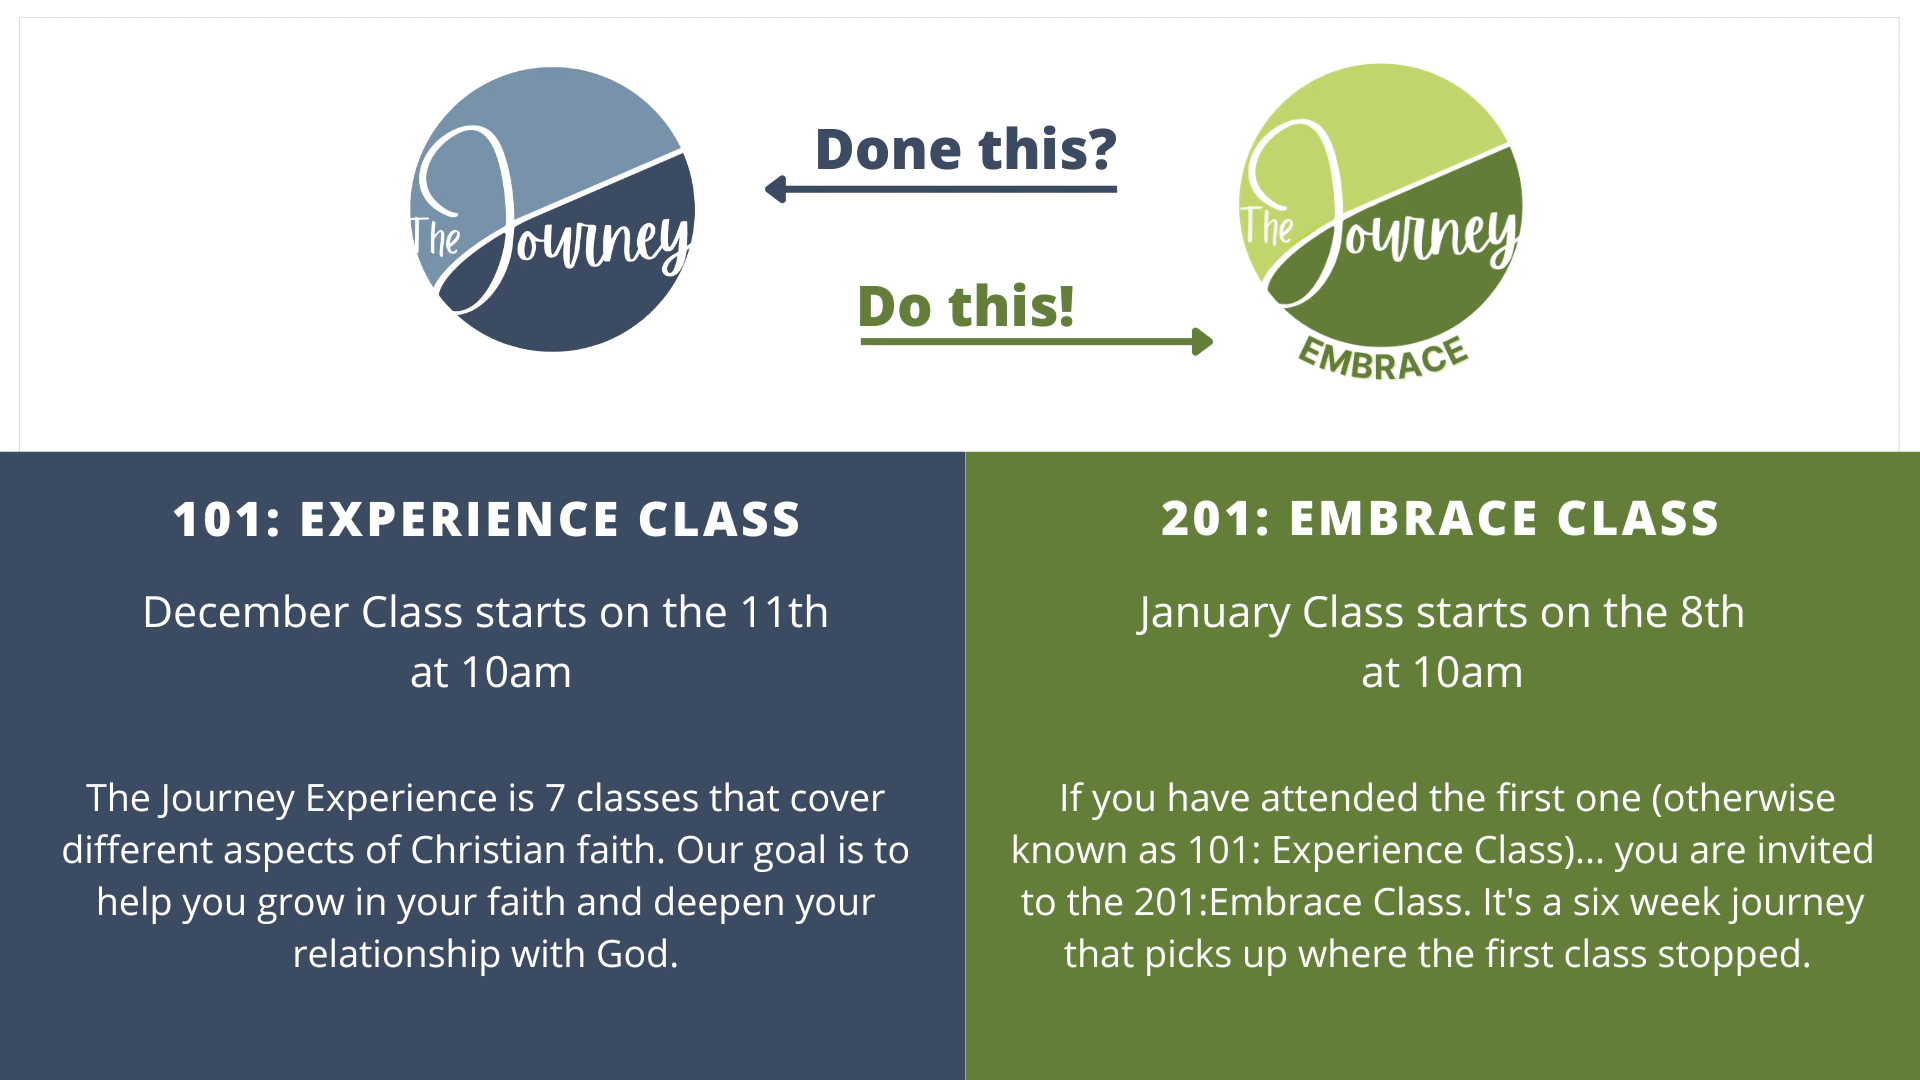 The Journey
Done this?
Do this!
The Journey
EMBRACE
101: EXPERIENCE CLASS
December Class starts on the 11th
at 10am
The Journey Experience is 7 classes that cover
different aspects of Christian faith. Our goal is to
help you grow in your faith and deepen your
relationship with God.
201: EMBRACE CLASS
January Class starts on the 8th
at 10am
If you have attended the first one (otherwise
known as 101: Experience Class)... you are invited
to the 201:Embrace Class. It's a six week journey
that picks up where the first class stopped.